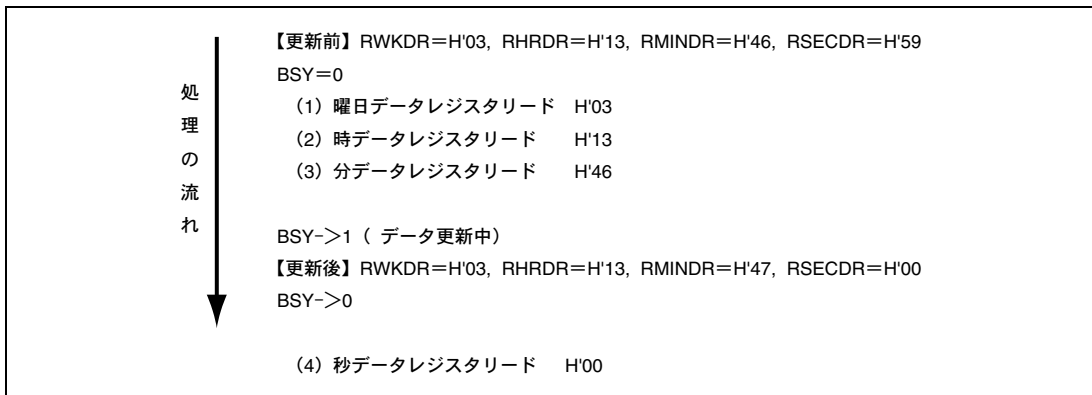 処理の流れ
【更新前】RWKDR=H'03, RHRDR=H'13, RMINDR=H'46, RSECDR=H'59
BSY=0
(1) 曜日データレジスタリード H'03
(2) 時データレジスタリード H'13
(3) 分データレジスタリード H'46
BSY->1 ( データ更新中)
【更新後】RWKDR=H'03, RHRDR=H'13, RMINDR=H'47, RSECDR=H'00
BSY->0
(4) 秒データレジスタリード H'00